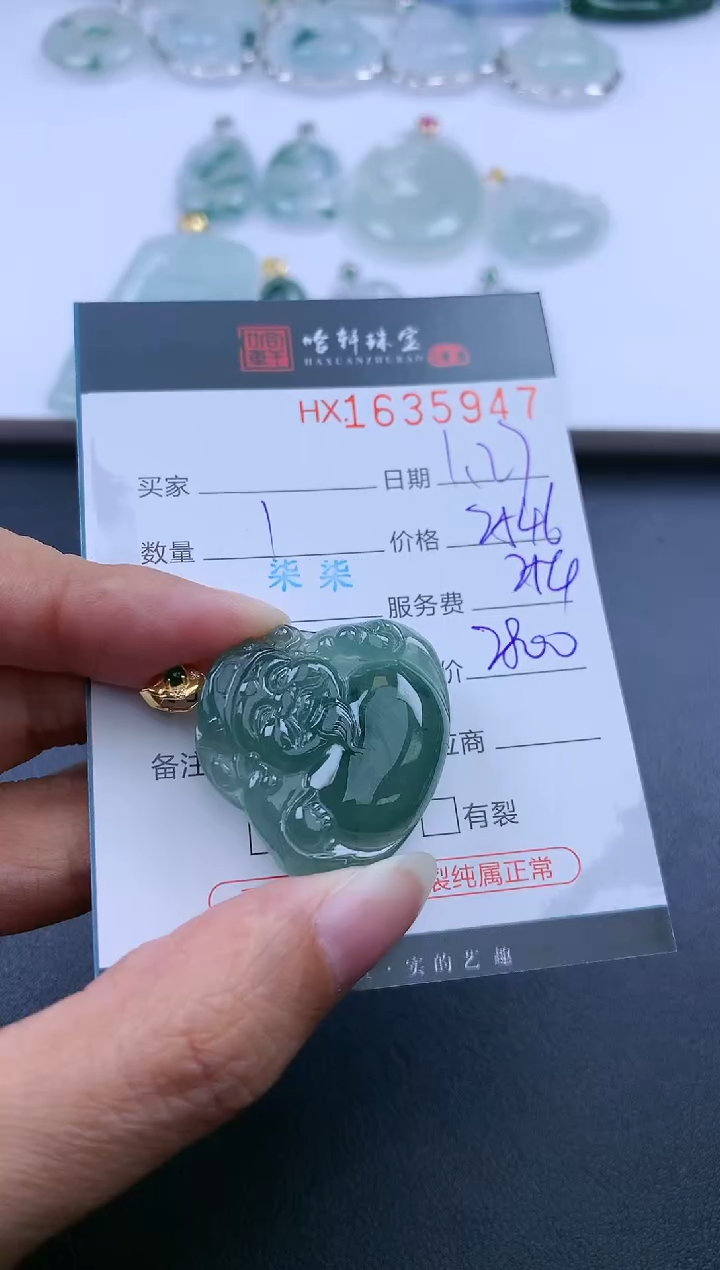 哈轩珠宝
HAXUANZHUBAO
HX.1635947
买家 日期 1.27
数量 1 价格 2546
柒柒
服务费 254
价 2800
备注 应商
有裂
裂纯属正常
实的艺趣